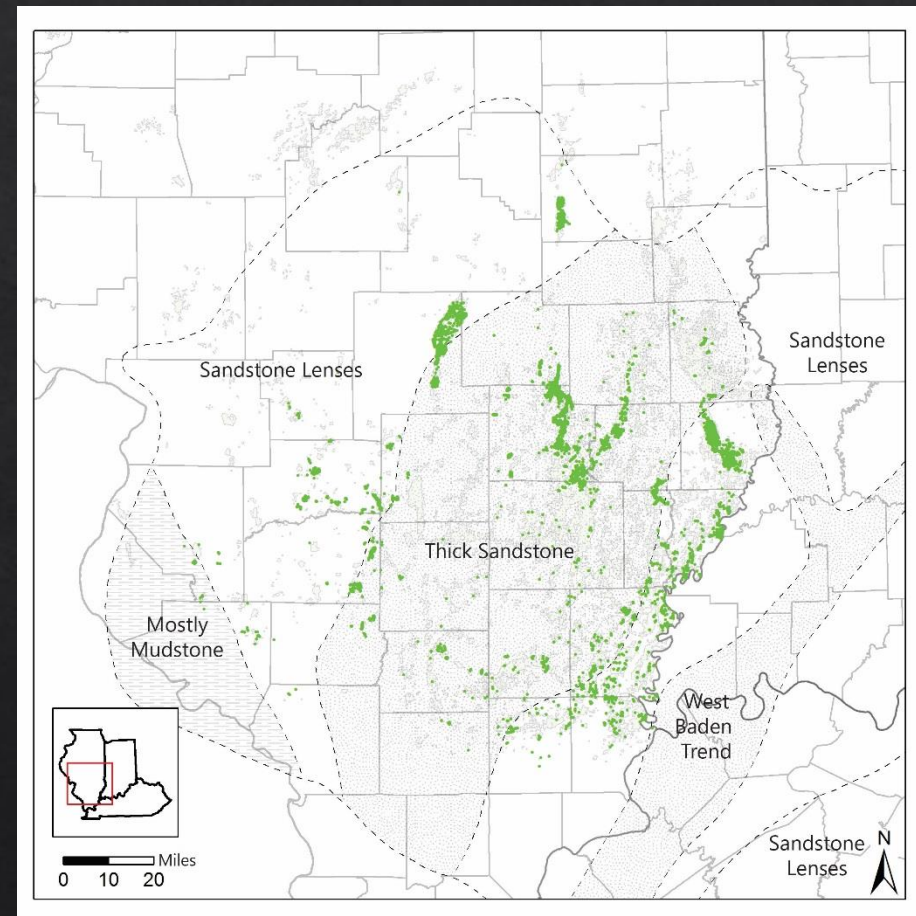 Sandstone Lenses
Sandstone
Lenses
Thick Sandstone
Mostly
Mudstone
West
Baden
Trend
Sandstone
Lenses
N
Miles
0 10 20